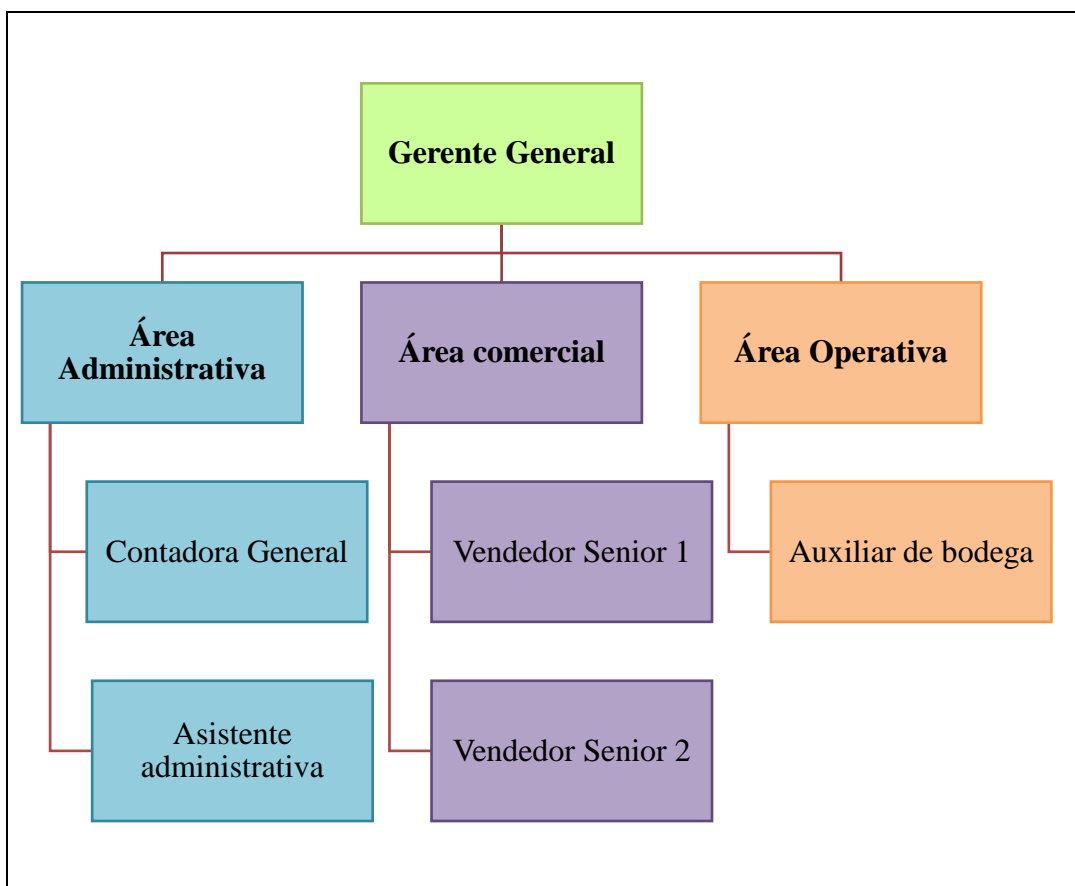 Gerente General
Área
Administrativa
Área comercial
Área Operativa
Contadora General
Vendedor Senior 1
Auxiliar de bodega
Asistente
administrativa
Vendedor Senior 2